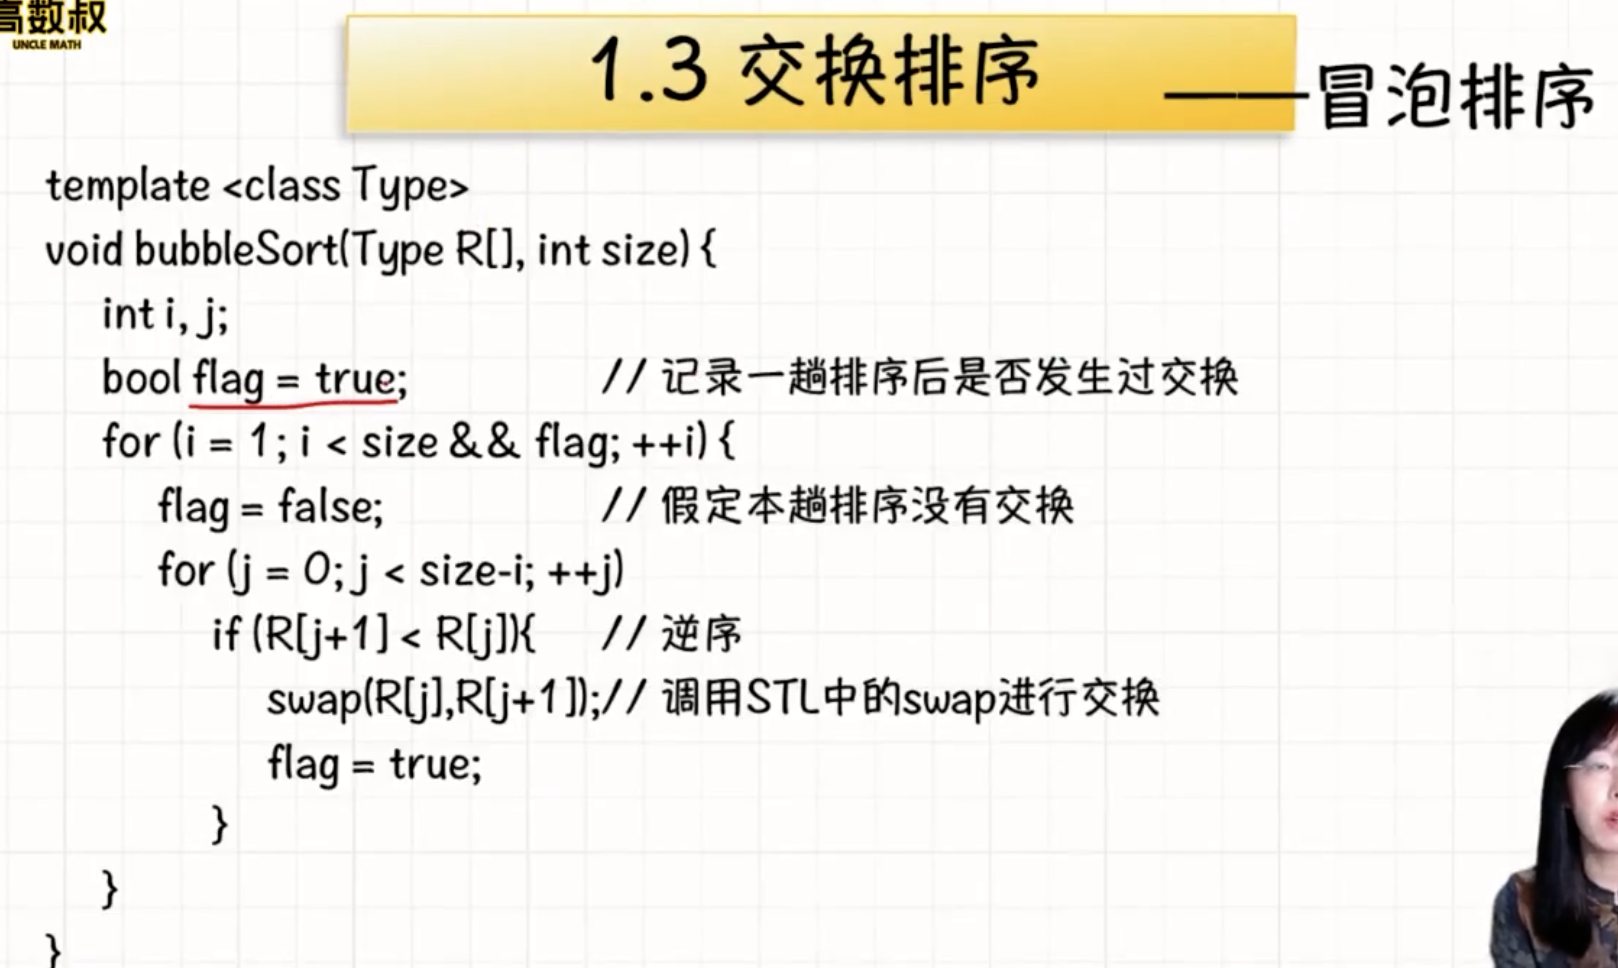 高数叔
UNCLE MATH
1.3 交换排序
——冒泡排序
template <class Type>
void bubbleSort(Type R[], int size) {
int i, j;
bool flag = true; // 记录一趟排序后是否发生过交换
for (i = 1; i < size && flag; ++i) {
flag = false; // 假定本趟排序没有交换
for (j = 0; j < size-i; ++j)
if (R[j+1] < R[j]){ // 逆序
swap(R[j],R[j+1]);// 调用STL中的swap进行交换
flag = true;
}
}
}